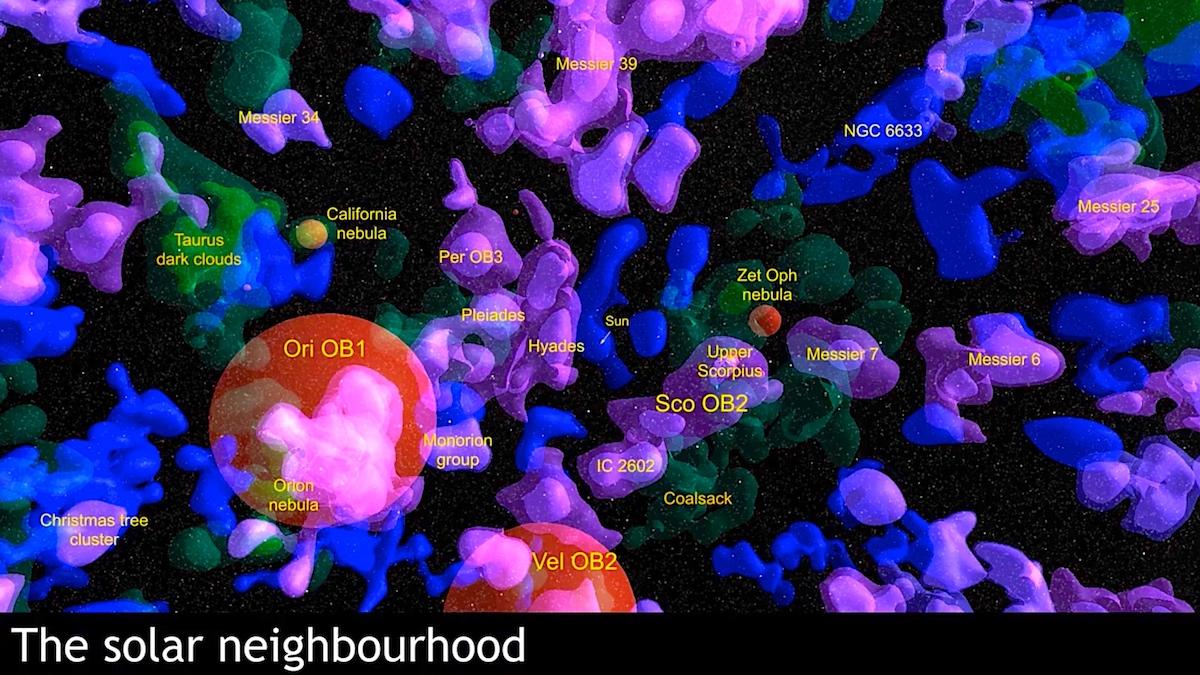 Messier 39
Messier 34
NGC 6633
Messier 25
California
nebula
Taurus
dark clouds
Per OB3
Zet Oph
nebula
Pleiades
Sun
Hyades
Ori OB1
Upper
Scorpius
Messier 7
Messier 6
Sco OB2
Monorion
group
IC 2602
Orion
nebula
Coalsack
Christmas tree
cluster
Vel OB2
The solar neighbourhood